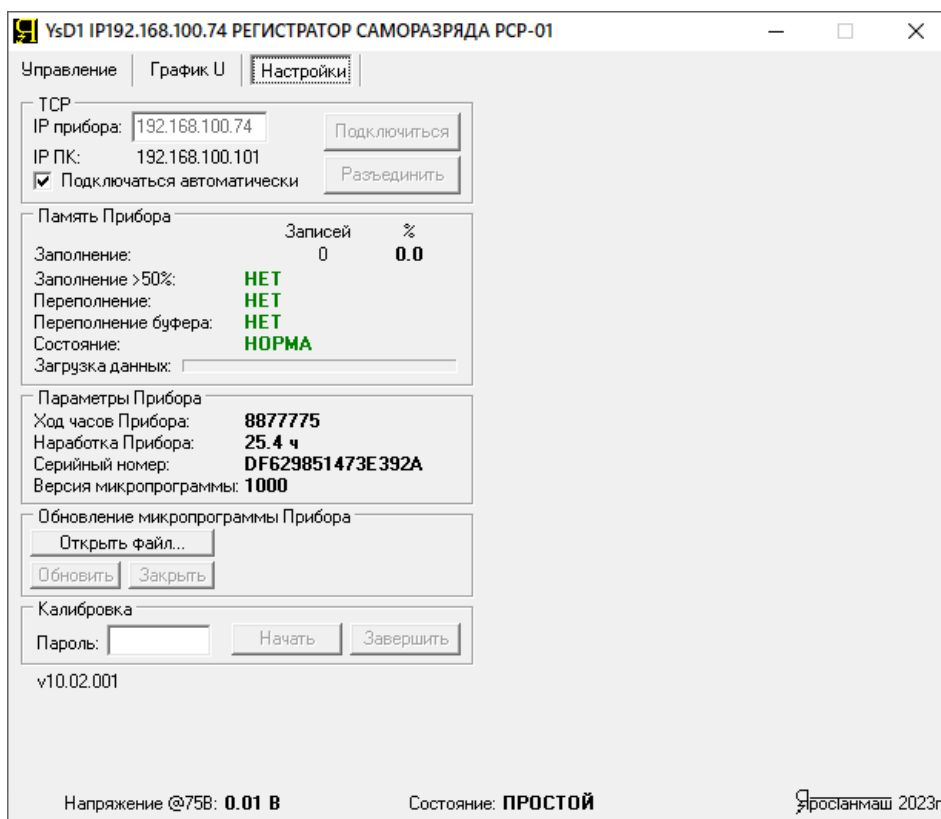 YsD1 IP192.168.100.74 РЕГИСТРАТОР САМОРАЗРЯДА РСР-01
Управление График U Настройки
TCP
IP прибора: 192.168.100.74 Подключиться
IP ПК: 192.168.100.101
Подключаться автоматически Разъединить
Память Прибора
Записей %
Заполнение: 0 0.0
Заполнение >50%: НЕТ
Переполнение: НЕТ
Переполнение буфера: НЕТ
Состояние: НОРМА
Загрузка данных:
Параметры Прибора
Ход часов Прибора: 8877775
Наработка Прибора: 25.4 ч
Серийный номер: DF629851473E392A
Версия микропрограммы: 1000
Обновление микропрограммы Прибора
Открыть файл...
Обновить Закрыть
Калибровка
Пароль: Начать Завершить
v10.02.001
Напряжение @75В: 0.01 В Состояние: ПРОСТОЙ Яростанмаш 2023г